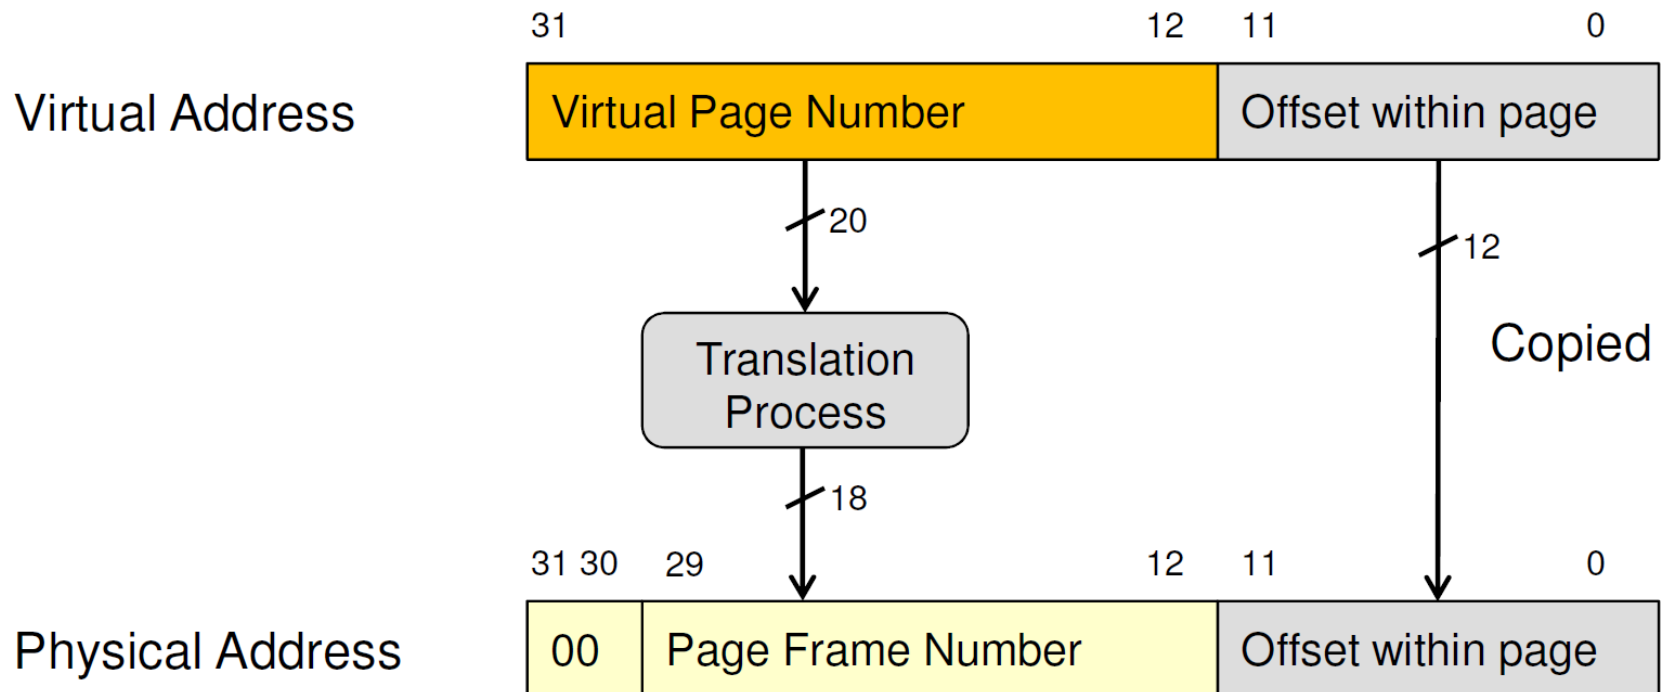 31 12 11 0
Virtual Address Virtual Page Number Offset within page
20
12
Translation
Process
Copied
18
31 30 29 12 11 0
Physical Address 00 Page Frame Number Offset within page